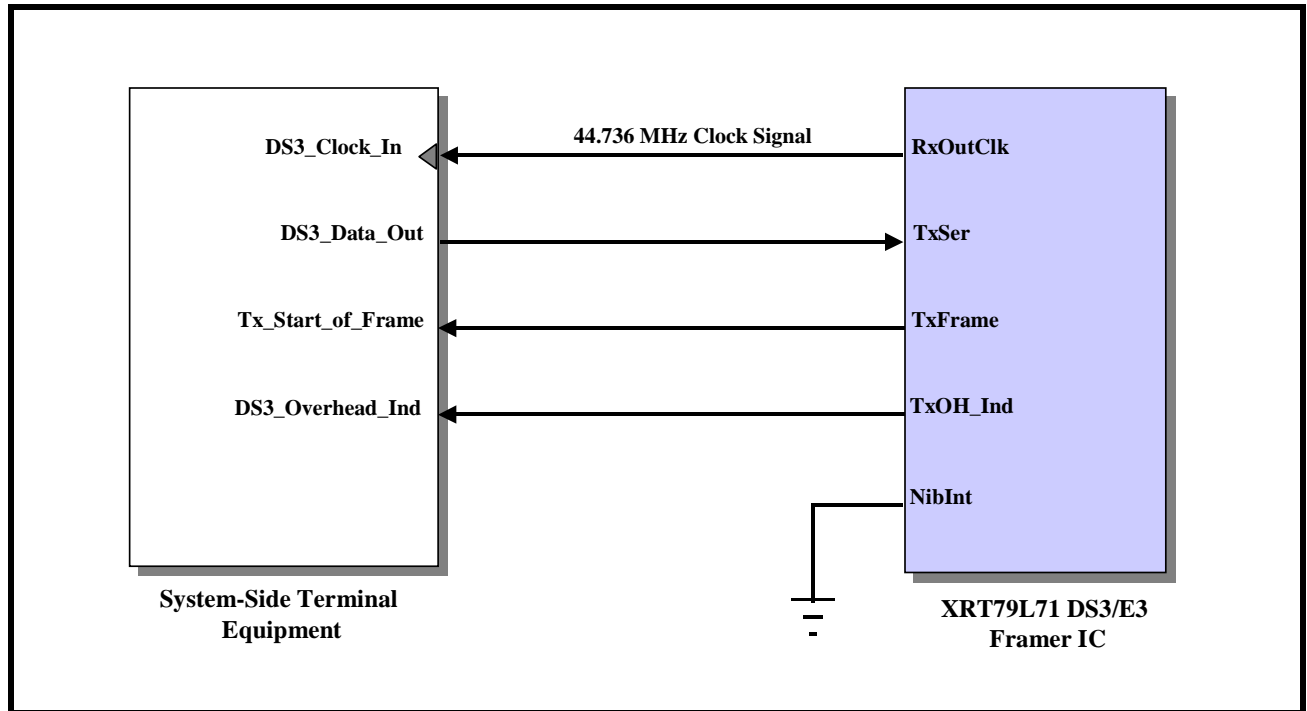 44.736 MHz Clock Signal
DS3_Clock_In
RxOutClk
DS3_Data_Out
TxSer
Tx_Start_of_Frame
TxFrame
DS3_Overhead_Ind
TxOH_Ind
NibInt
System-Side Terminal
Equipment
XRT79L71 DS3/E3
Framer IC